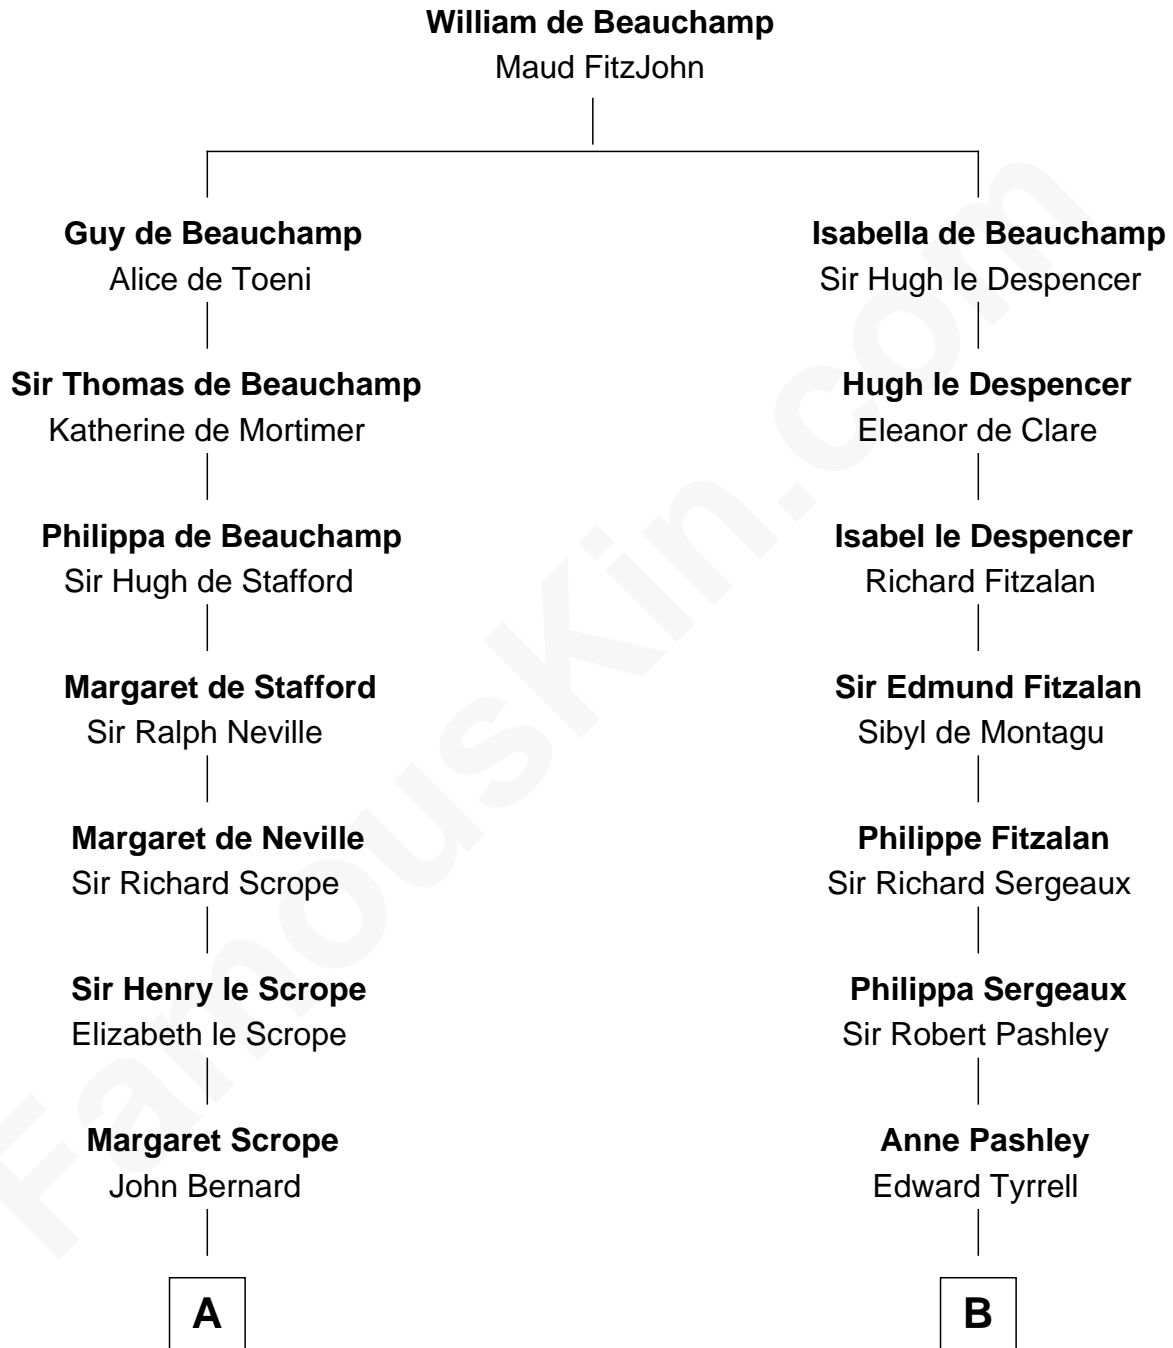 William de Beauchamp
Maud FitzJohn
Guy de Beauchamp
Alice de Toeni
Isabella de Beauchamp
Sir Hugh le Despencer
Sir Thomas de Beauchamp
Katherine de Mortimer
Hugh le Despencer
Eleanor de Clare
Philippa de Beauchamp
Sir Hugh de Stafford
Isabel le Despencer
Richard Fitzalan
Margaret de Stafford
Sir Ralph Neville
Sir Edmund Fitzalan
Sibyl de Montagu
Margaret de Neville
Sir Richard Scrope
Philippe Fitzalan
Sir Richard Sergeaux
Sir Henry le Scrope
Elizabeth le Scrope
Philippa Sergeaux
Sir Robert Pashley
Margaret Scrope
John Bernard
Anne Pashley
Edward Tyrrell
A
B
FamousKin.com